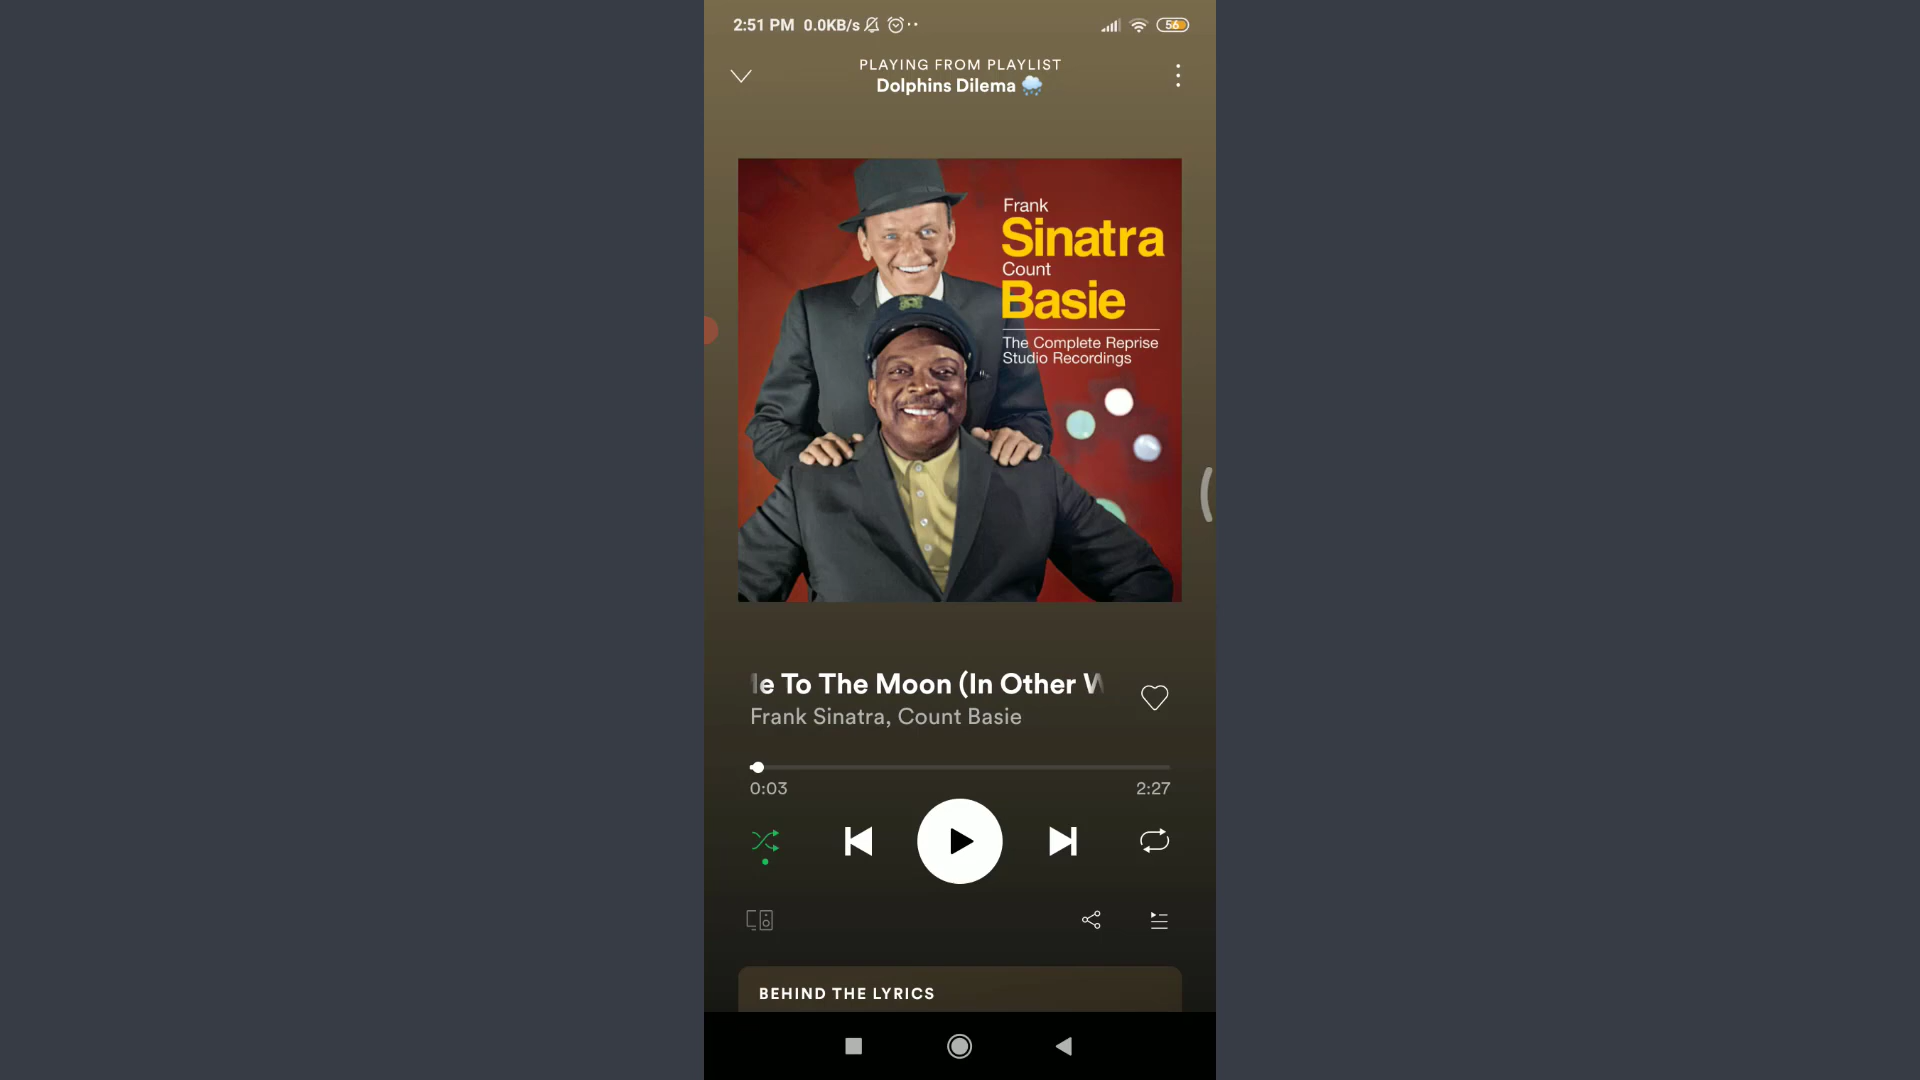 2:51 PM 0.0KB/s 56
PLAYING FROM PLAYLIST
Dolphins Dilema 🌧️
Frank
Sinatra
Count
Basie
The Complete Reprise
Studio Recordings
To The Moon (In Other
Frank Sinatra, Count Basie
0:03 2:27
BEHIND THE LYRICS